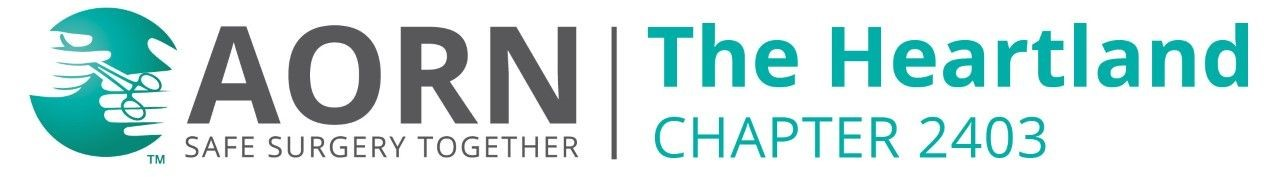 AORN
SAFE SURGERY TOGETHER
™
The Heartland
CHAPTER 2403